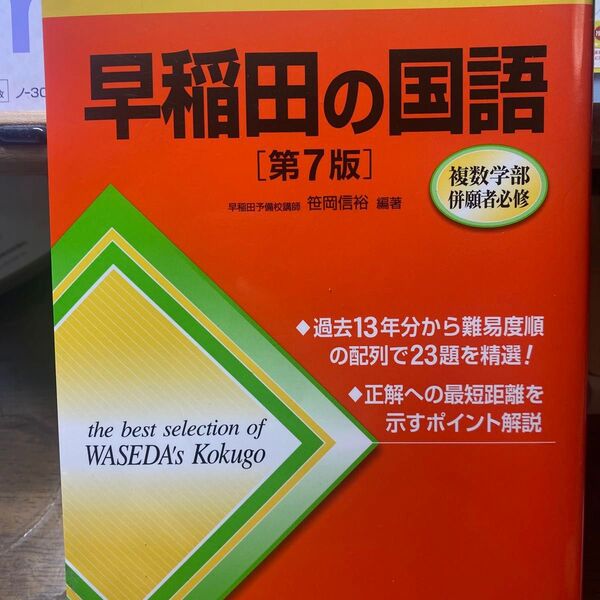 ノ-30
早稲田の国語
[第7版]
早稲田予備校講師 笹岡信裕 編著
複数学部
併願者必修
◆過去13年分から難易度順
の配列で23題を精選!
◆正解への最短距離を
示すポイント解説
the best selection of
WASEDA's Kokugo